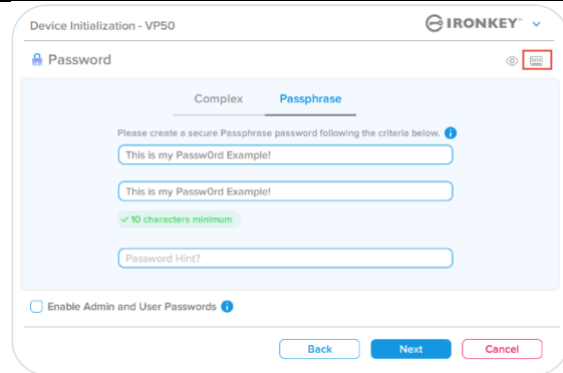 Device Initialization - VP50
IRONKEY™
Password
Complex Passphrase
Please create a secure Passphrase password following the criteria below.
This is my Passw0rd Example!
This is my Passw0rd Example!
✓ 10 characters minimum
Password Hint?
Enable Admin and User Passwords
Back Next Cancel